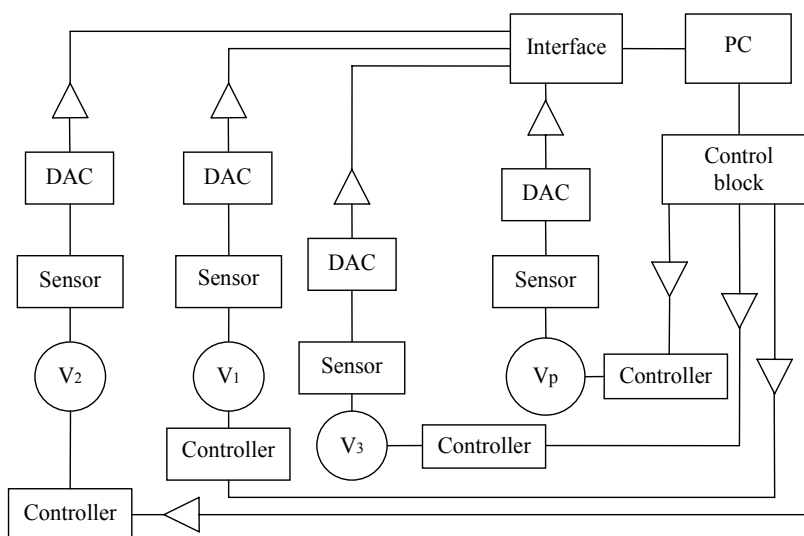 Interface
PC
DAC
DAC
Control
block
DAC
DAC
Sensor
Sensor
Sensor
Sensor
V2
V1
Vp
Controller
V3
Controller
Controller
Controller